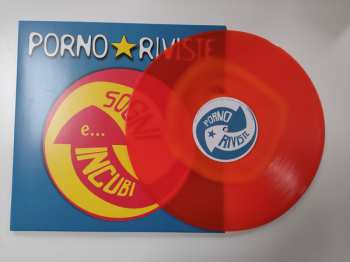 PORNO★RIVISTE
SOGNI
e...
INCUBI
PORNO
RIVISTE